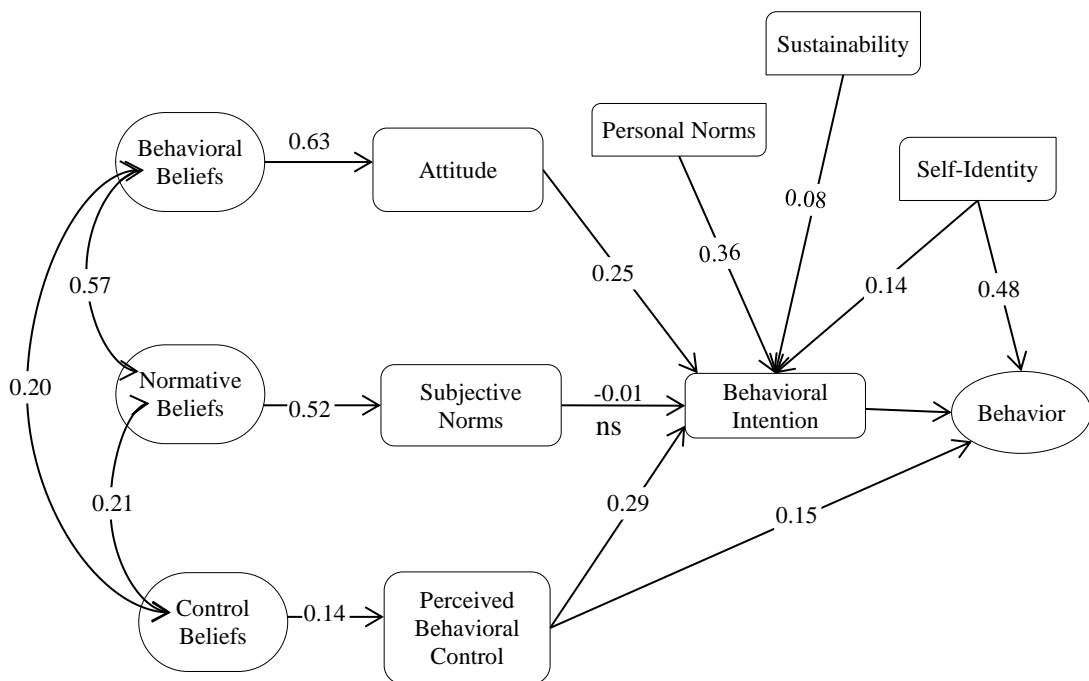 Sustainability
Personal Norms
Self-Identity
Behavioral
Beliefs
0.63
Attitude
0.08
0.36
0.25
0.14
0.48
0.57
0.20
Normative
Beliefs
0.52
Subjective
Norms
-0.01
ns
Behavioral
Intention
Behavior
0.21
0.29
0.15
Control
Beliefs
0.14
Perceived
Behavioral
Control